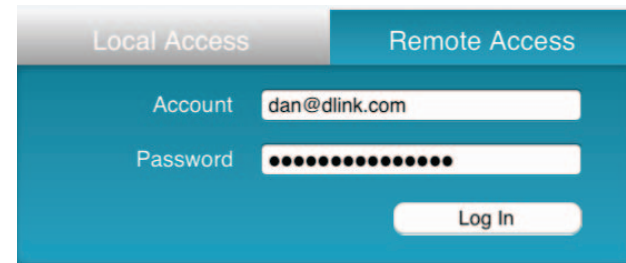 Local Access Remote Access
Account dan@dlink.com
Password ●●●●●●●●●●●●●●●
Log In